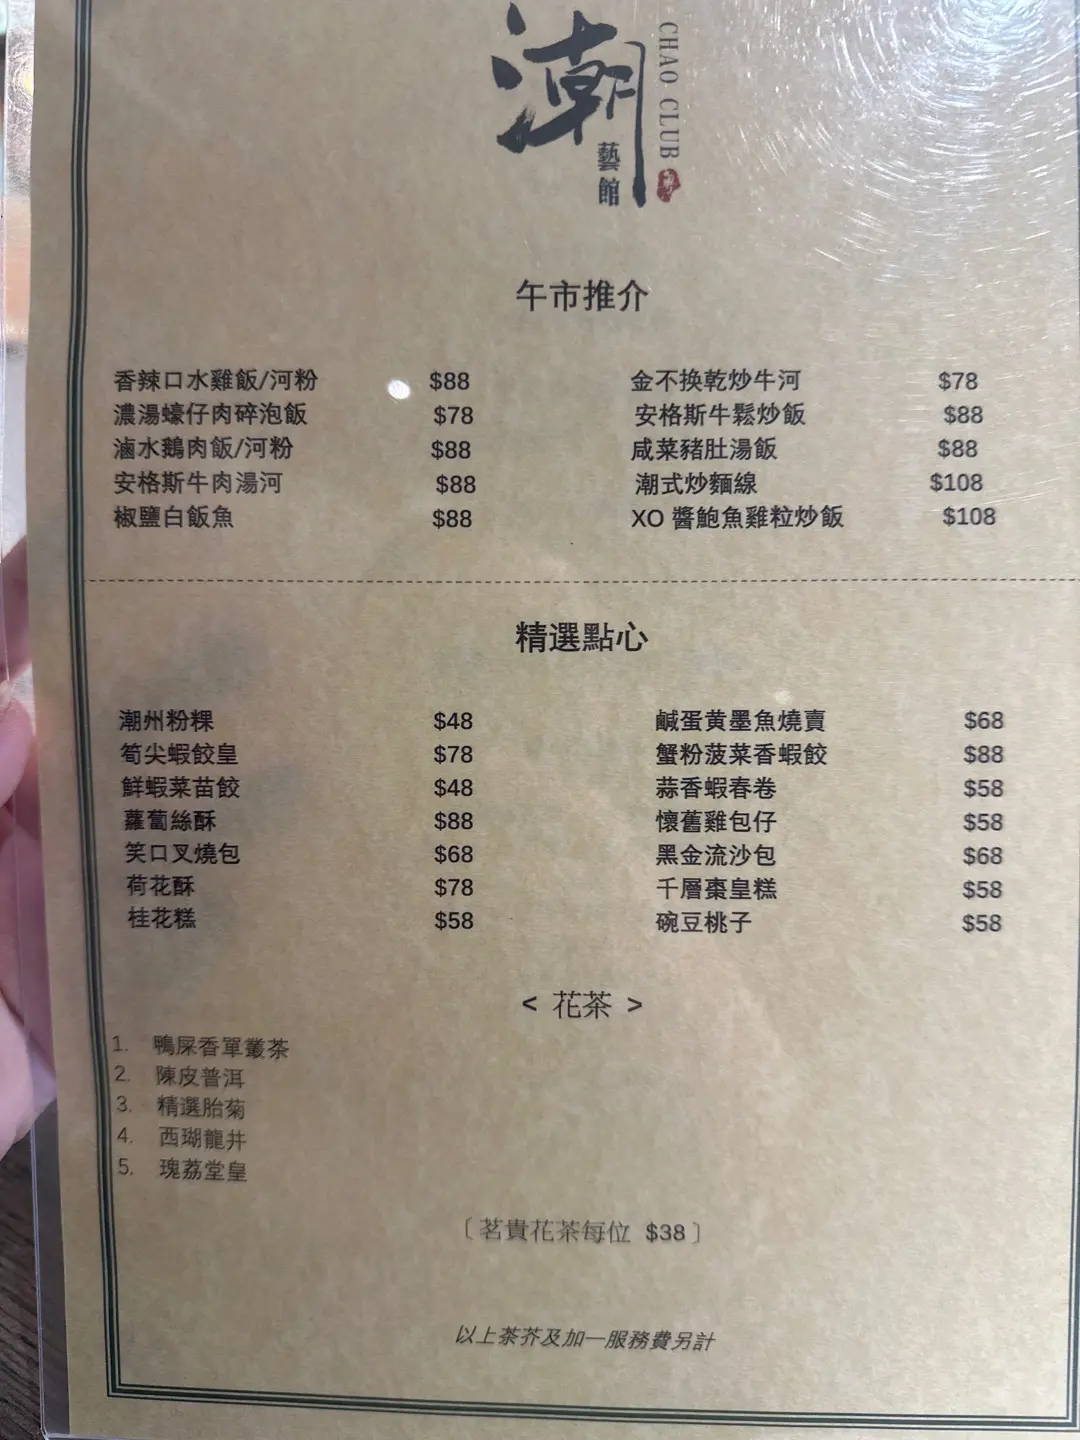 潮
藝館
CHAO CLUB
午市推介
香辣口水雞飯/河粉 $88
金不换乾炒牛河 $78
濃湯蠔仔肉碎泡飯 $78
安格斯牛鬆炒飯 $88
滷水鵝肉飯/河粉 $88
咸菜豬肚湯飯 $88
安格斯牛肉湯河 $88
潮式炒麵線 $108
椒鹽白飯魚 $88
XO 醬鮑魚雞粒炒飯 $108
精選點心
潮州粉粿 $48
鹹蛋黄墨魚燒賣 $68
筍尖蝦餃皇 $78
蟹粉菠菜香蝦餃 $88
鮮蝦菜苗餃 $48
蒜香蝦春卷 $58
蘿蔔絲酥 $88
懷舊雞包仔 $58
笑口叉燒包 $68
黑金流沙包 $68
荷花酥 $78
千層棗皇糕 $58
桂花糕 $58
碗豆桃子 $58
< 花茶 >
1. 鴨屎香單叢茶
2. 陳皮普洱
3. 精選胎菊
4. 西瑚龍井
5. 瑰荔堂皇
〔茗貴花茶每位 $38〕
以上茶芥及加一服務費另計